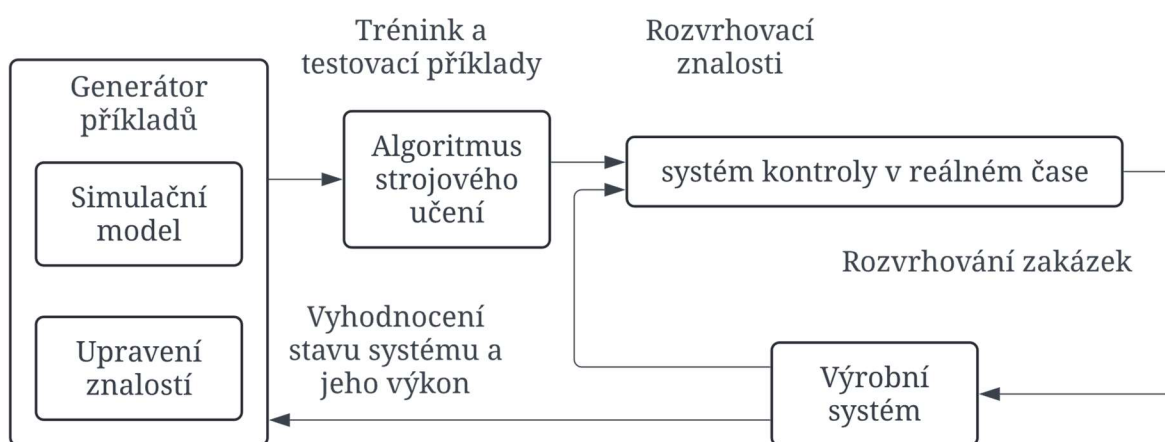 Generátor
příkladů
Simulační
model
Upravení
znalostí
Trénink a
testovací příklady
Algoritmus
strojového
učení
Rozvrhovací
znalosti
systém kontroly v reálném čase
Rozvrhování zakázek
Vyhodnocení
stavu systému a
jeho výkon
Výrobní
systém